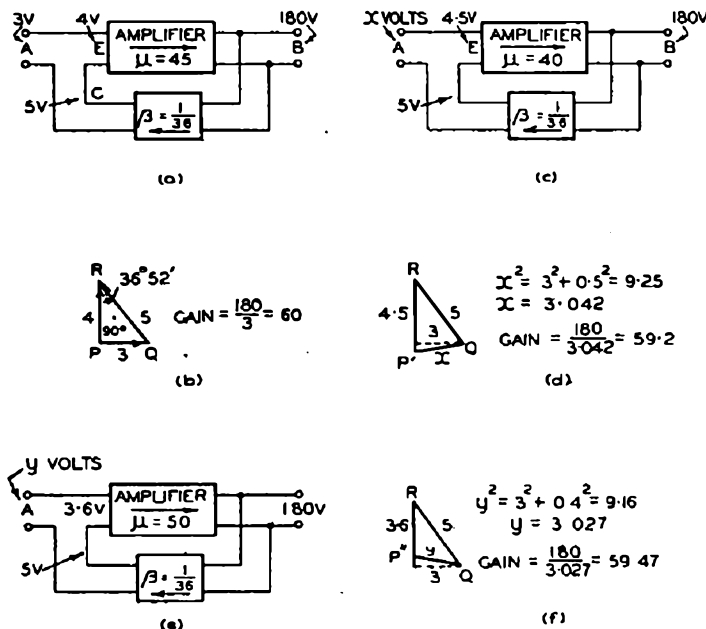 3V
4V
180V
A
E
AMPLIFIER
μ = 45
B
C
5V
β = 1/36
(a)
X VOLTS
4·5V
180V
A
E
AMPLIFIER
μ = 40
B
5V
β = 1/36
(c)
R
36°52'
4
5
90°
P
3
Q
GAIN = 180/3 = 60
(b)
R
4·5
5
3
P'
x
Q
x² = 3² + 0·5² = 9·25
x = 3·042
GAIN = 180/3·042 = 59·2
(d)
y VOLTS
A
3·6V
AMPLIFIER
μ = 50
180V
5V
β = 1/36
(e)
R
3·6
5
P"
y
3
Q
y² = 3² + 0 4² = 9·16
y = 3 027
GAIN = 180/3·027 = 59·47
(f)